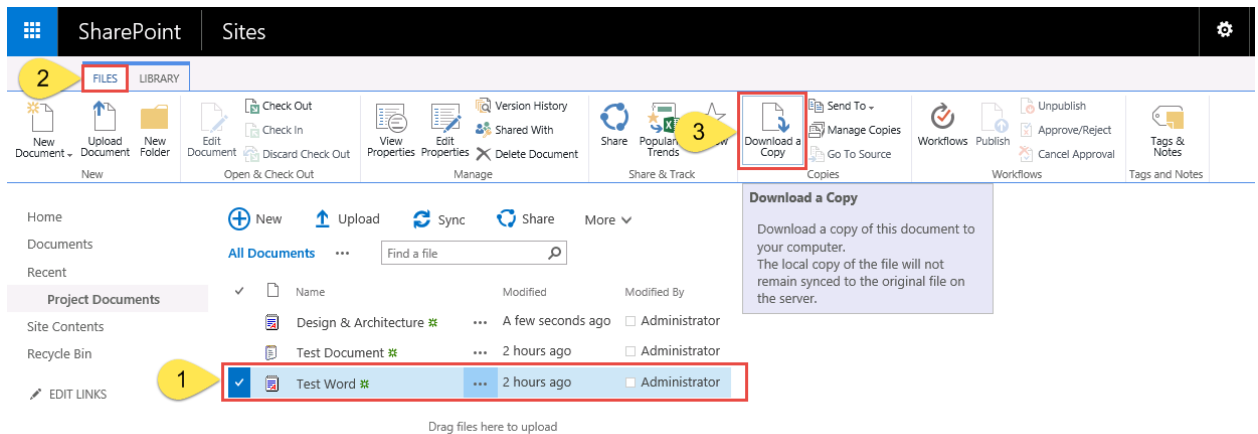 SharePoint Sites
2 FILES LIBRARY
New
Document
Upload
Document
New
Folder
New
Edit
Document
Check Out
Check In
Discard Check Out
Open & Check Out
View
Properties
Edit
Properties
Version History
Shared With
Delete Document
Manage
Share
Trends
3
Share & Track
Download a
Copy
Send To
Manage Copies
Go To Source
Copies
Workflows
Publish
Unpublish
Approve/Reject
Cancel Approval
Workflows
Tags &
Notes
Tags and Notes
Download a Copy
Download a copy of this document to
your computer.
The local copy of the file will not
remain synced to the original file on
the server.
Home
Documents
Recent
Project Documents
Site Contents
Recycle Bin
EDIT LINKS
New Upload Sync Share More
All Documents ... Find a file
Name Modified Modified By
Design & Architecture ... A few seconds ago Administrator
Test Document ... 2 hours ago Administrator
1 Test Word ... 2 hours ago Administrator
Drag files here to upload